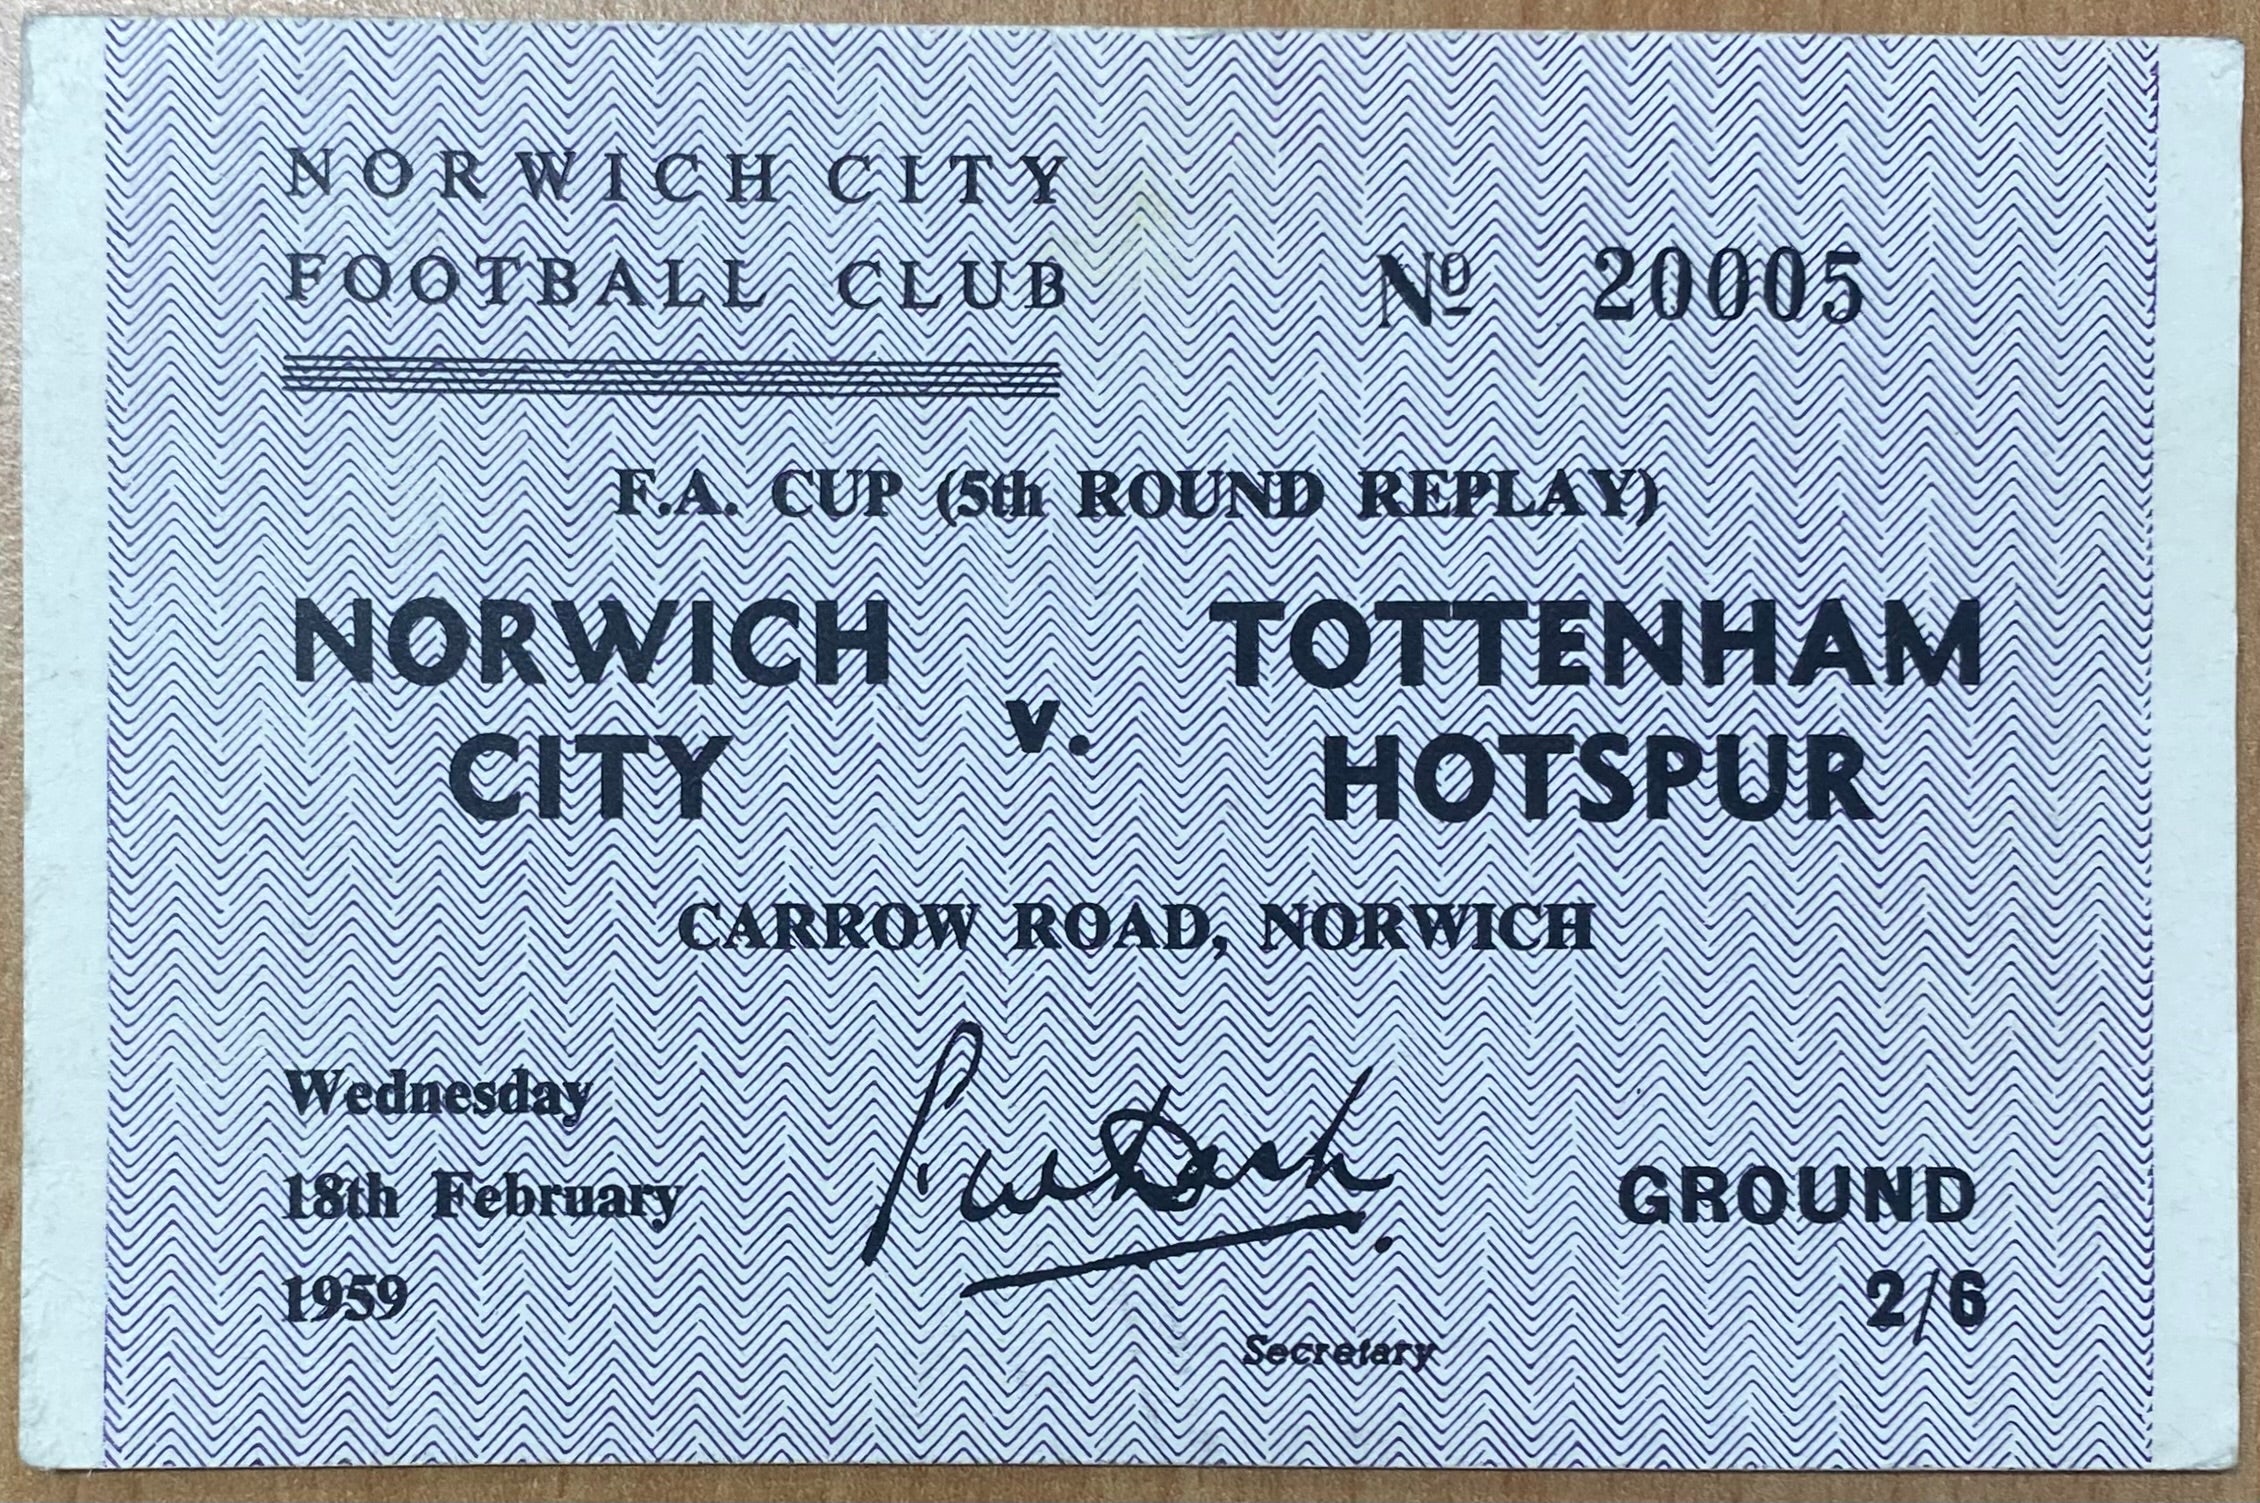 NORWICH CITY
FOOTBALL CLUB
Nº 20005
F.A. CUP (5th ROUND REPLAY)
NORWICH
CITY
v.
TOTTENHAM
HOTSPUR
CARROW ROAD, NORWICH
Wednesday
18th February
1959
Secretary
GROUND
2/6